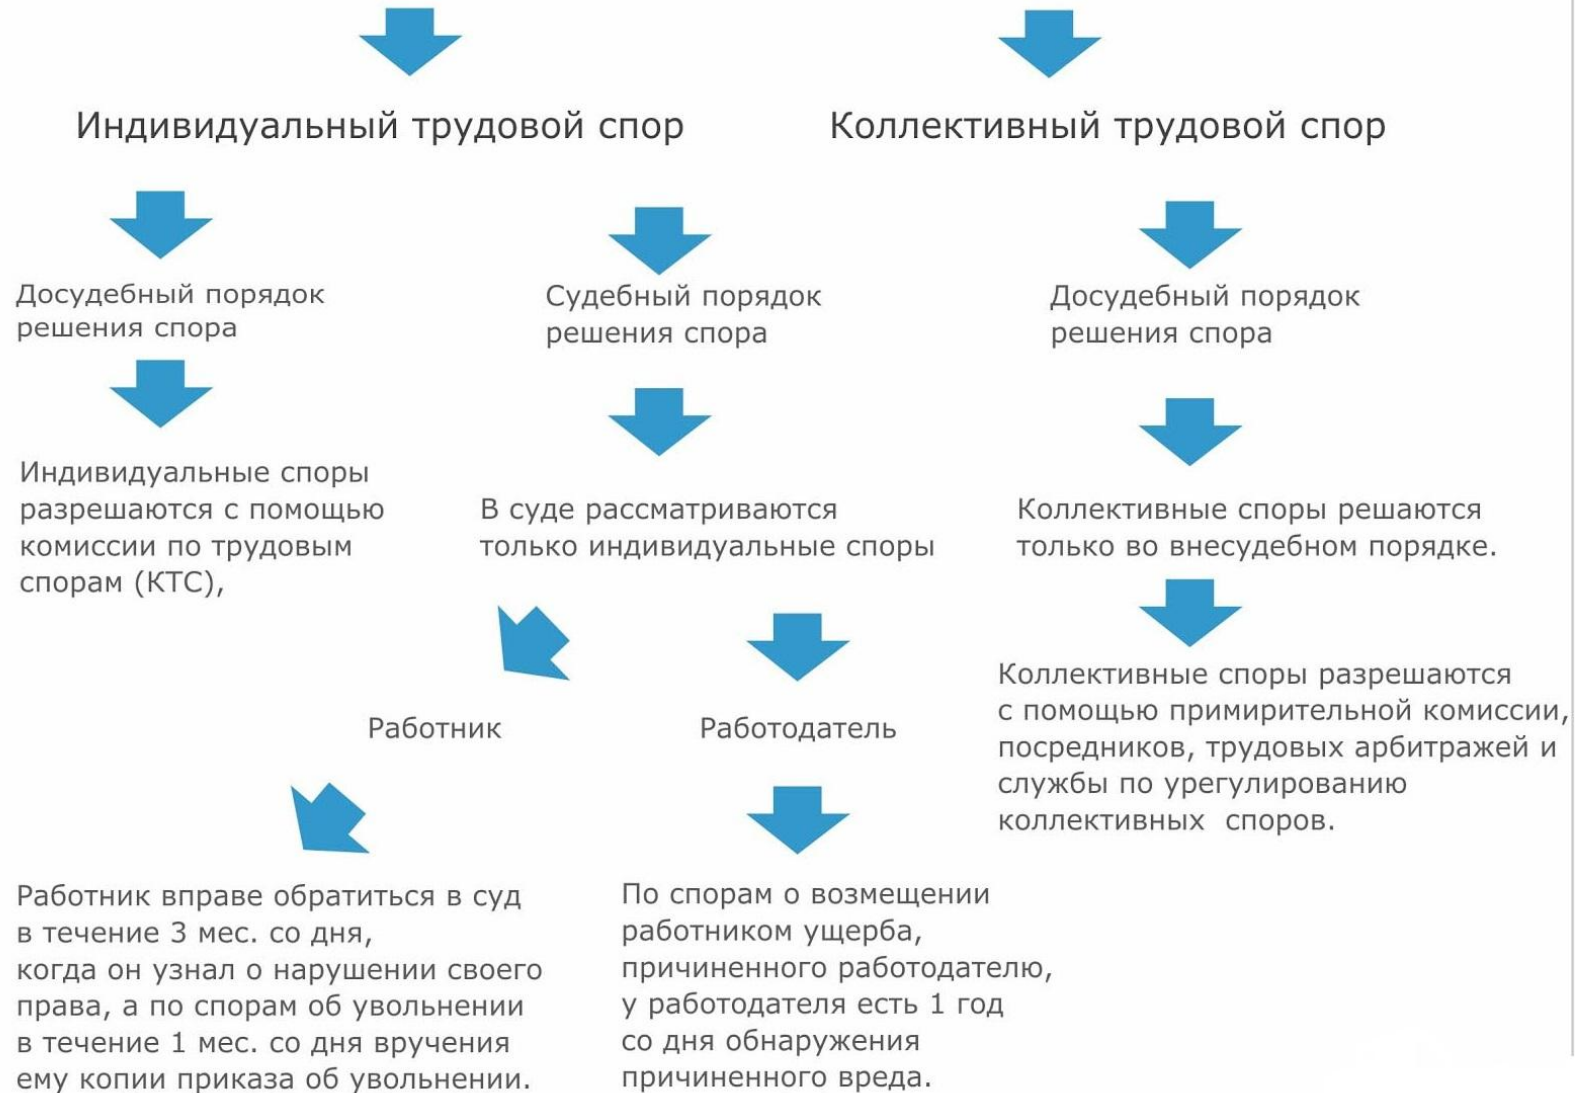 Индивидуальный трудовой спор
Коллективный трудовой спор
Досудебный порядок
решения спора
Судебный порядок
решения спора
Досудебный порядок
решения спора
Индивидуальные споры
разрешаются с помощью
комиссии по трудовым
спорам (КТС),
В суде рассматриваются
только индивидуальные споры
Коллективные споры решаются
только во внесудебном порядке.
Работник
Работодатель
Коллективные споры разрешаются
с помощью примирительной комиссии,
посредников, трудовых арбитражей и
службы по урегулированию
коллективных споров.
Работник вправе обратиться в суд
в течение 3 мес. со дня,
когда он узнал о нарушении своего
права, а по спорам об увольнении
в течение 1 мес. со дня вручения
ему копии приказа об увольнении.
По спорам о возмещении
работником ущерба,
причиненного работодателю,
у работодателя есть 1 год
со дня обнаружения
причиненного вреда.